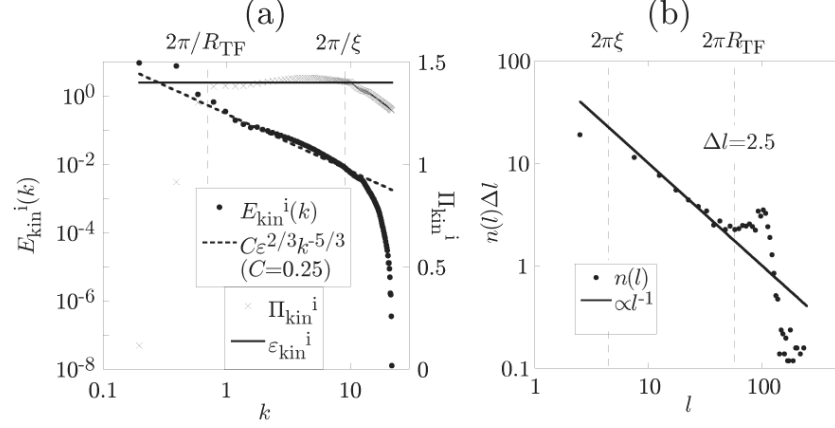 (a)
2π/R_TF
2π/ξ
10^0
10^-2
10^-4
10^-6
10^-8
E_kin^i(k)
0.1
1
10
k
1.5
1
0.5
0
Π_kin^i
E_kin^i(k)
Cε^2/3k^-5/3
(C=0.25)
Π_kin^i
ε_kin^i
(b)
2πξ
2πR_TF
100
10
1
0.1
n(l)Δl
Δl=2.5
n(l)
∝l^-1
1
10
100
l